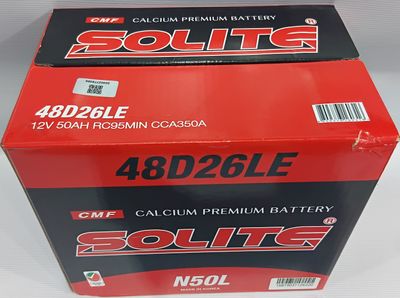 CMF CALCIUM PREMIUM BATTERY
SOLITE®
48D26LE
12V 50AH RC95MIN CCA350A
48D26LE
CMF CALCIUM PREMIUM BATTERY
SOLITE®
N50L
MADE IN KOREA